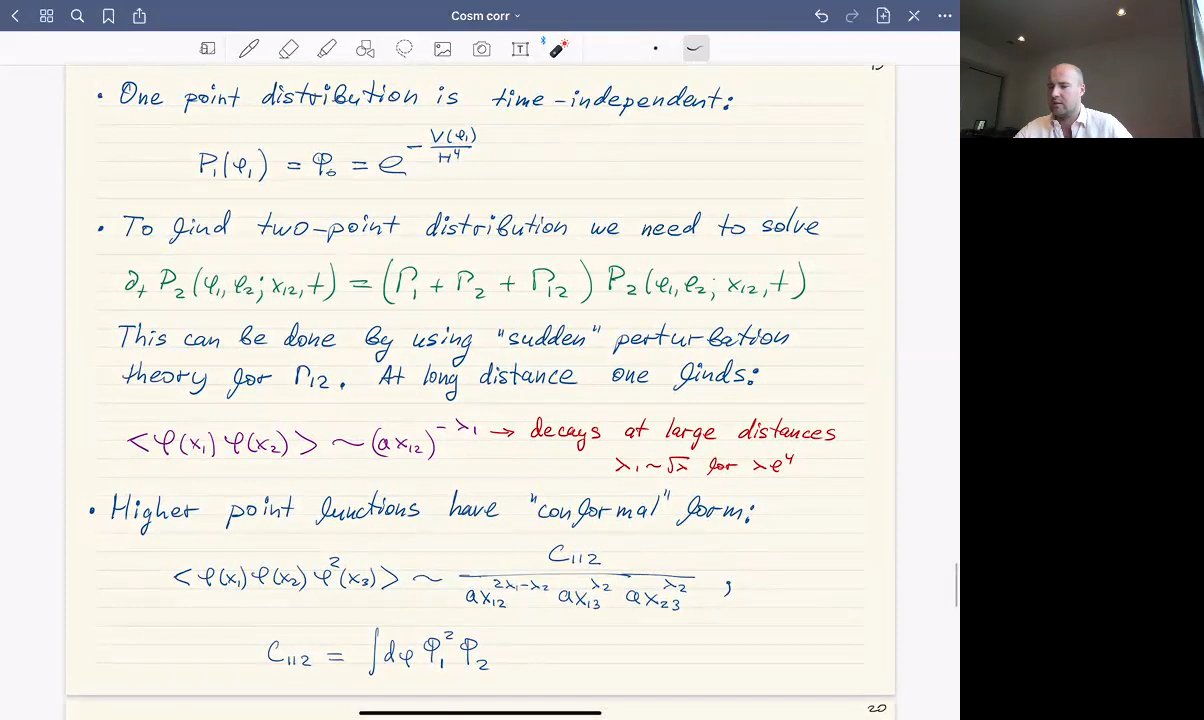 Cosm corr
• One point distribution is time-independent:
P₁(φ₁) = Φ₀ = e^{-V(φ₁)/H⁴}
• To find two-point distribution we need to solve
∂ₜ P₂(φ₁, φ₂; x₁₂, t) = (Γ₁ + Γ₂ + Γ₁₂) P₂(φ₁, φ₂; x₁₂, t)
This can be done by using "sudden" perturbation
theory for Γ₁₂. At long distance one finds:
<φ(x₁) φ(x₂)> ~ (a x₁₂)^{-λ₁} → decays at large distances
λ₁ ~ √λ for λφ⁴
• Higher point functions have "conformal" form:
<φ(x₁) φ(x₂) φ²(x₃)> ~ C₁₁₂ / (a x₁₂^{2λ₁-λ₂} a x₁₃^{λ₂} a x₂₃^{λ₂}) ;
C₁₁₂ = ∫dφ Φ₁² Φ₂
20